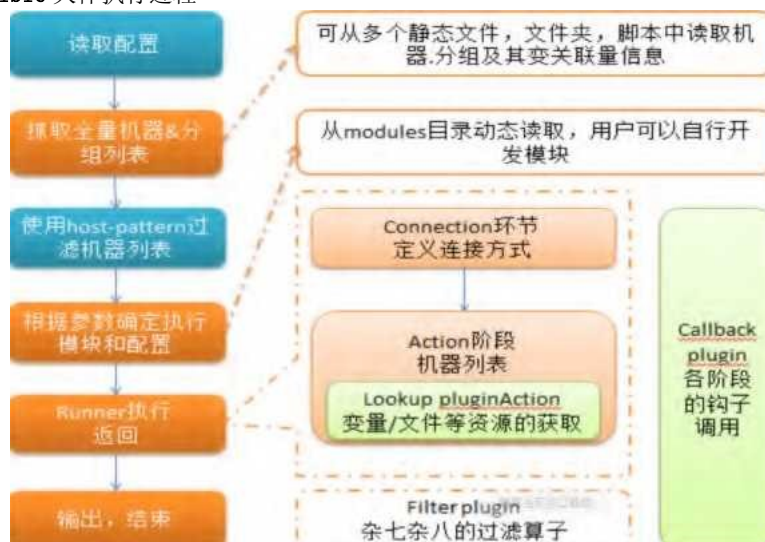 读取配置
抓取全量机器&分
组列表
使用host-pattern过
滤机器列表
根据参数确定执行
模块和配置
Runner执行
返回
输出，结束
可从多个静态文件，文件夹，脚本中读取机
器.分组及其变关联量信息
从modules目录动态读取，用户可以自行开
发模块
Connection环节
定义连接方式
Action阶段
机器列表
Lookup pluginAction
变量/文件等资源的获取
Filter plugin
杂七杂八的过滤算子
Callback
plugin
各阶段
的钩子
调用